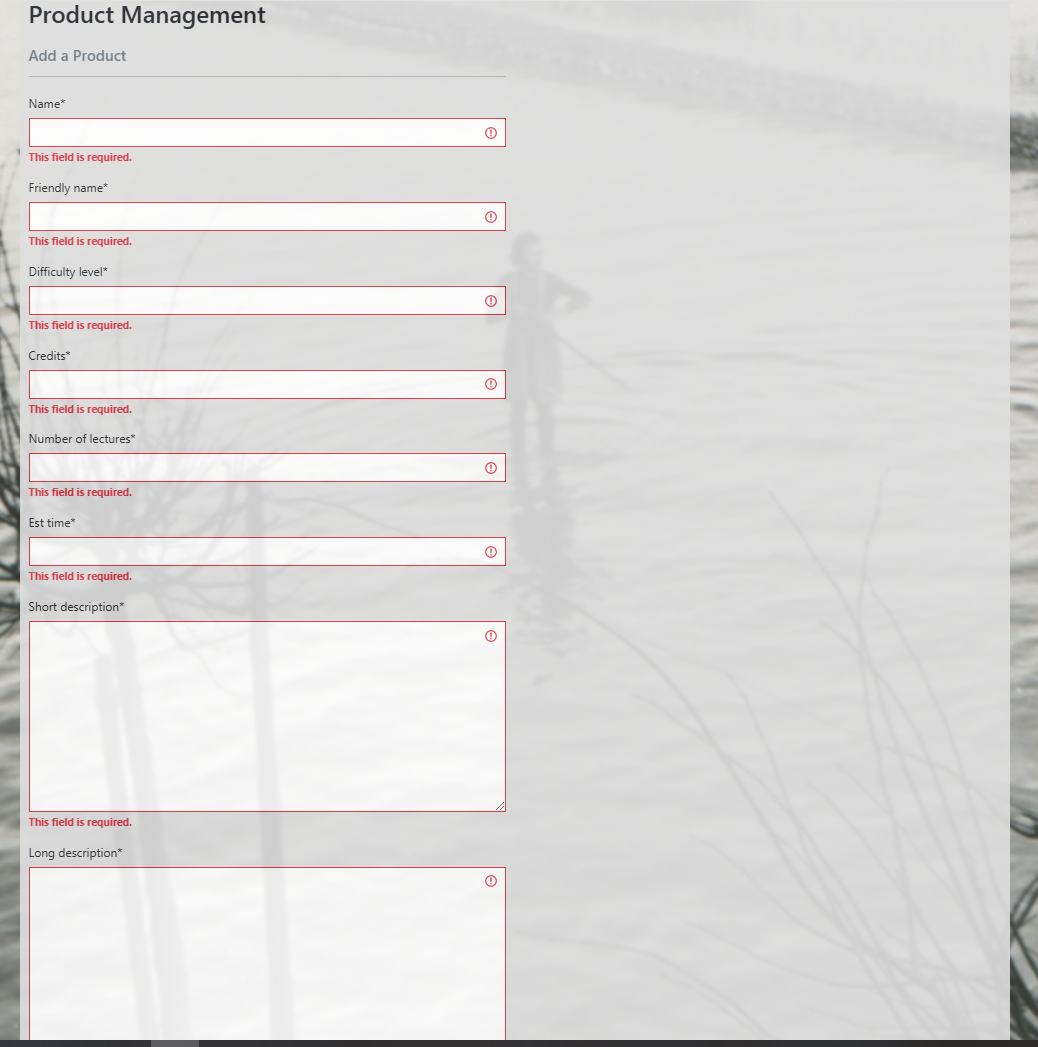 Product Management
Add a Product
Name*
This field is required.
Friendly name*
This field is required.
Difficulty level*
This field is required.
Credits*
This field is required.
Number of lectures*
This field is required.
Est time*
This field is required.
Short description*
This field is required.
Long description*